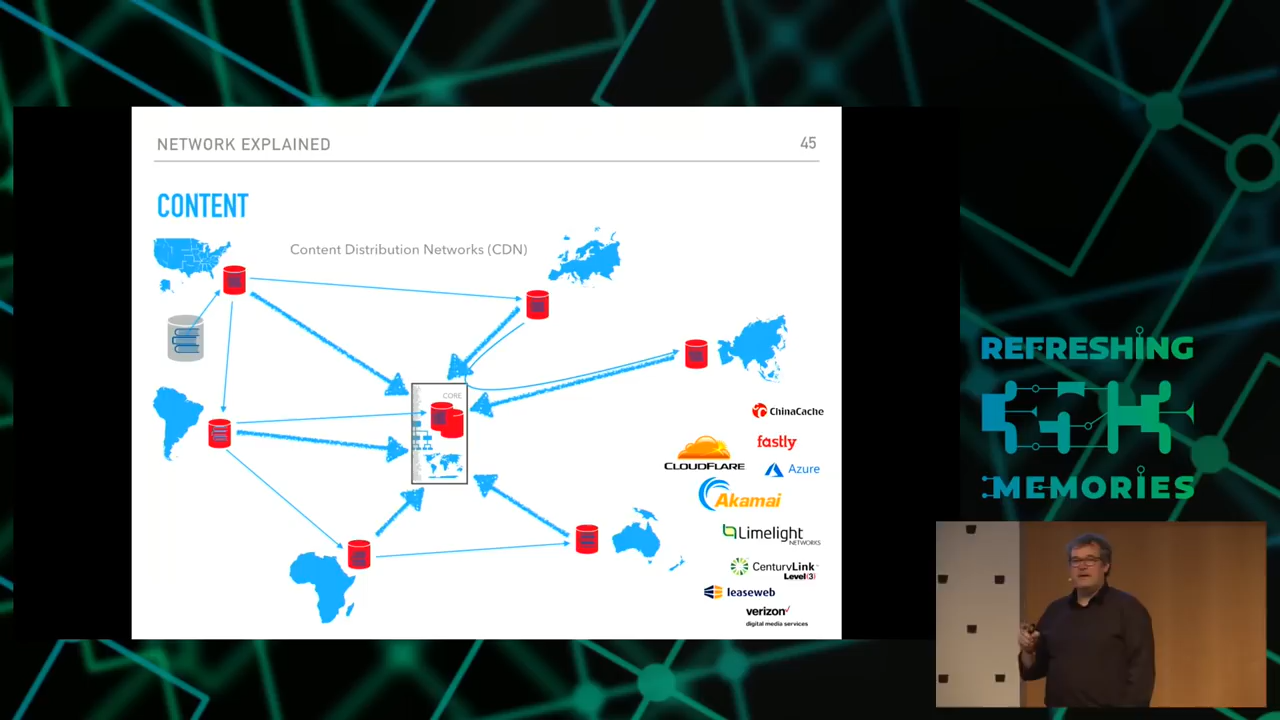 NETWORK EXPLAINED
45
CONTENT
Content Distribution Networks (CDN)
CORE
ChinaCache
fastly
CLOUDFLARE
Azure
Akamai
Limelight
NETWORKS
CenturyLink
Level(3)
leaseweb
verizon
digital media services
REFRESHING
MEMORIES